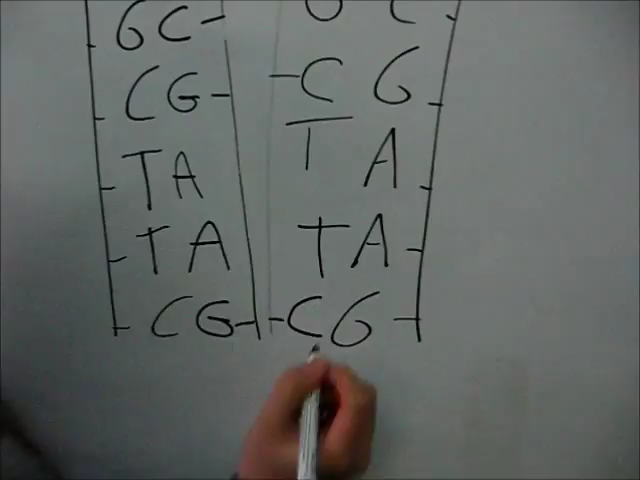 GC- C
CG- -CG
TA TA
TA TA-
CG- -CG-